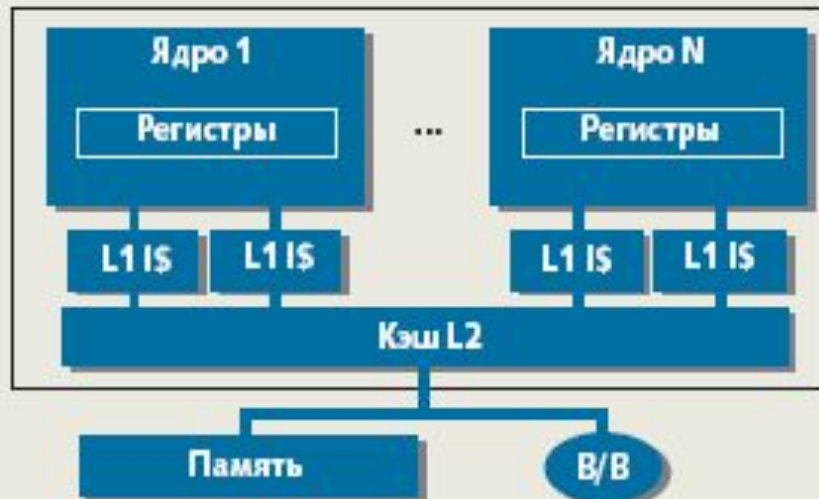 Ядро 1
Ядро N
Регистры
...
Регистры
L1 I$
L1 I$
L1 I$
L1 I$
Кэш L2
Память
В/В